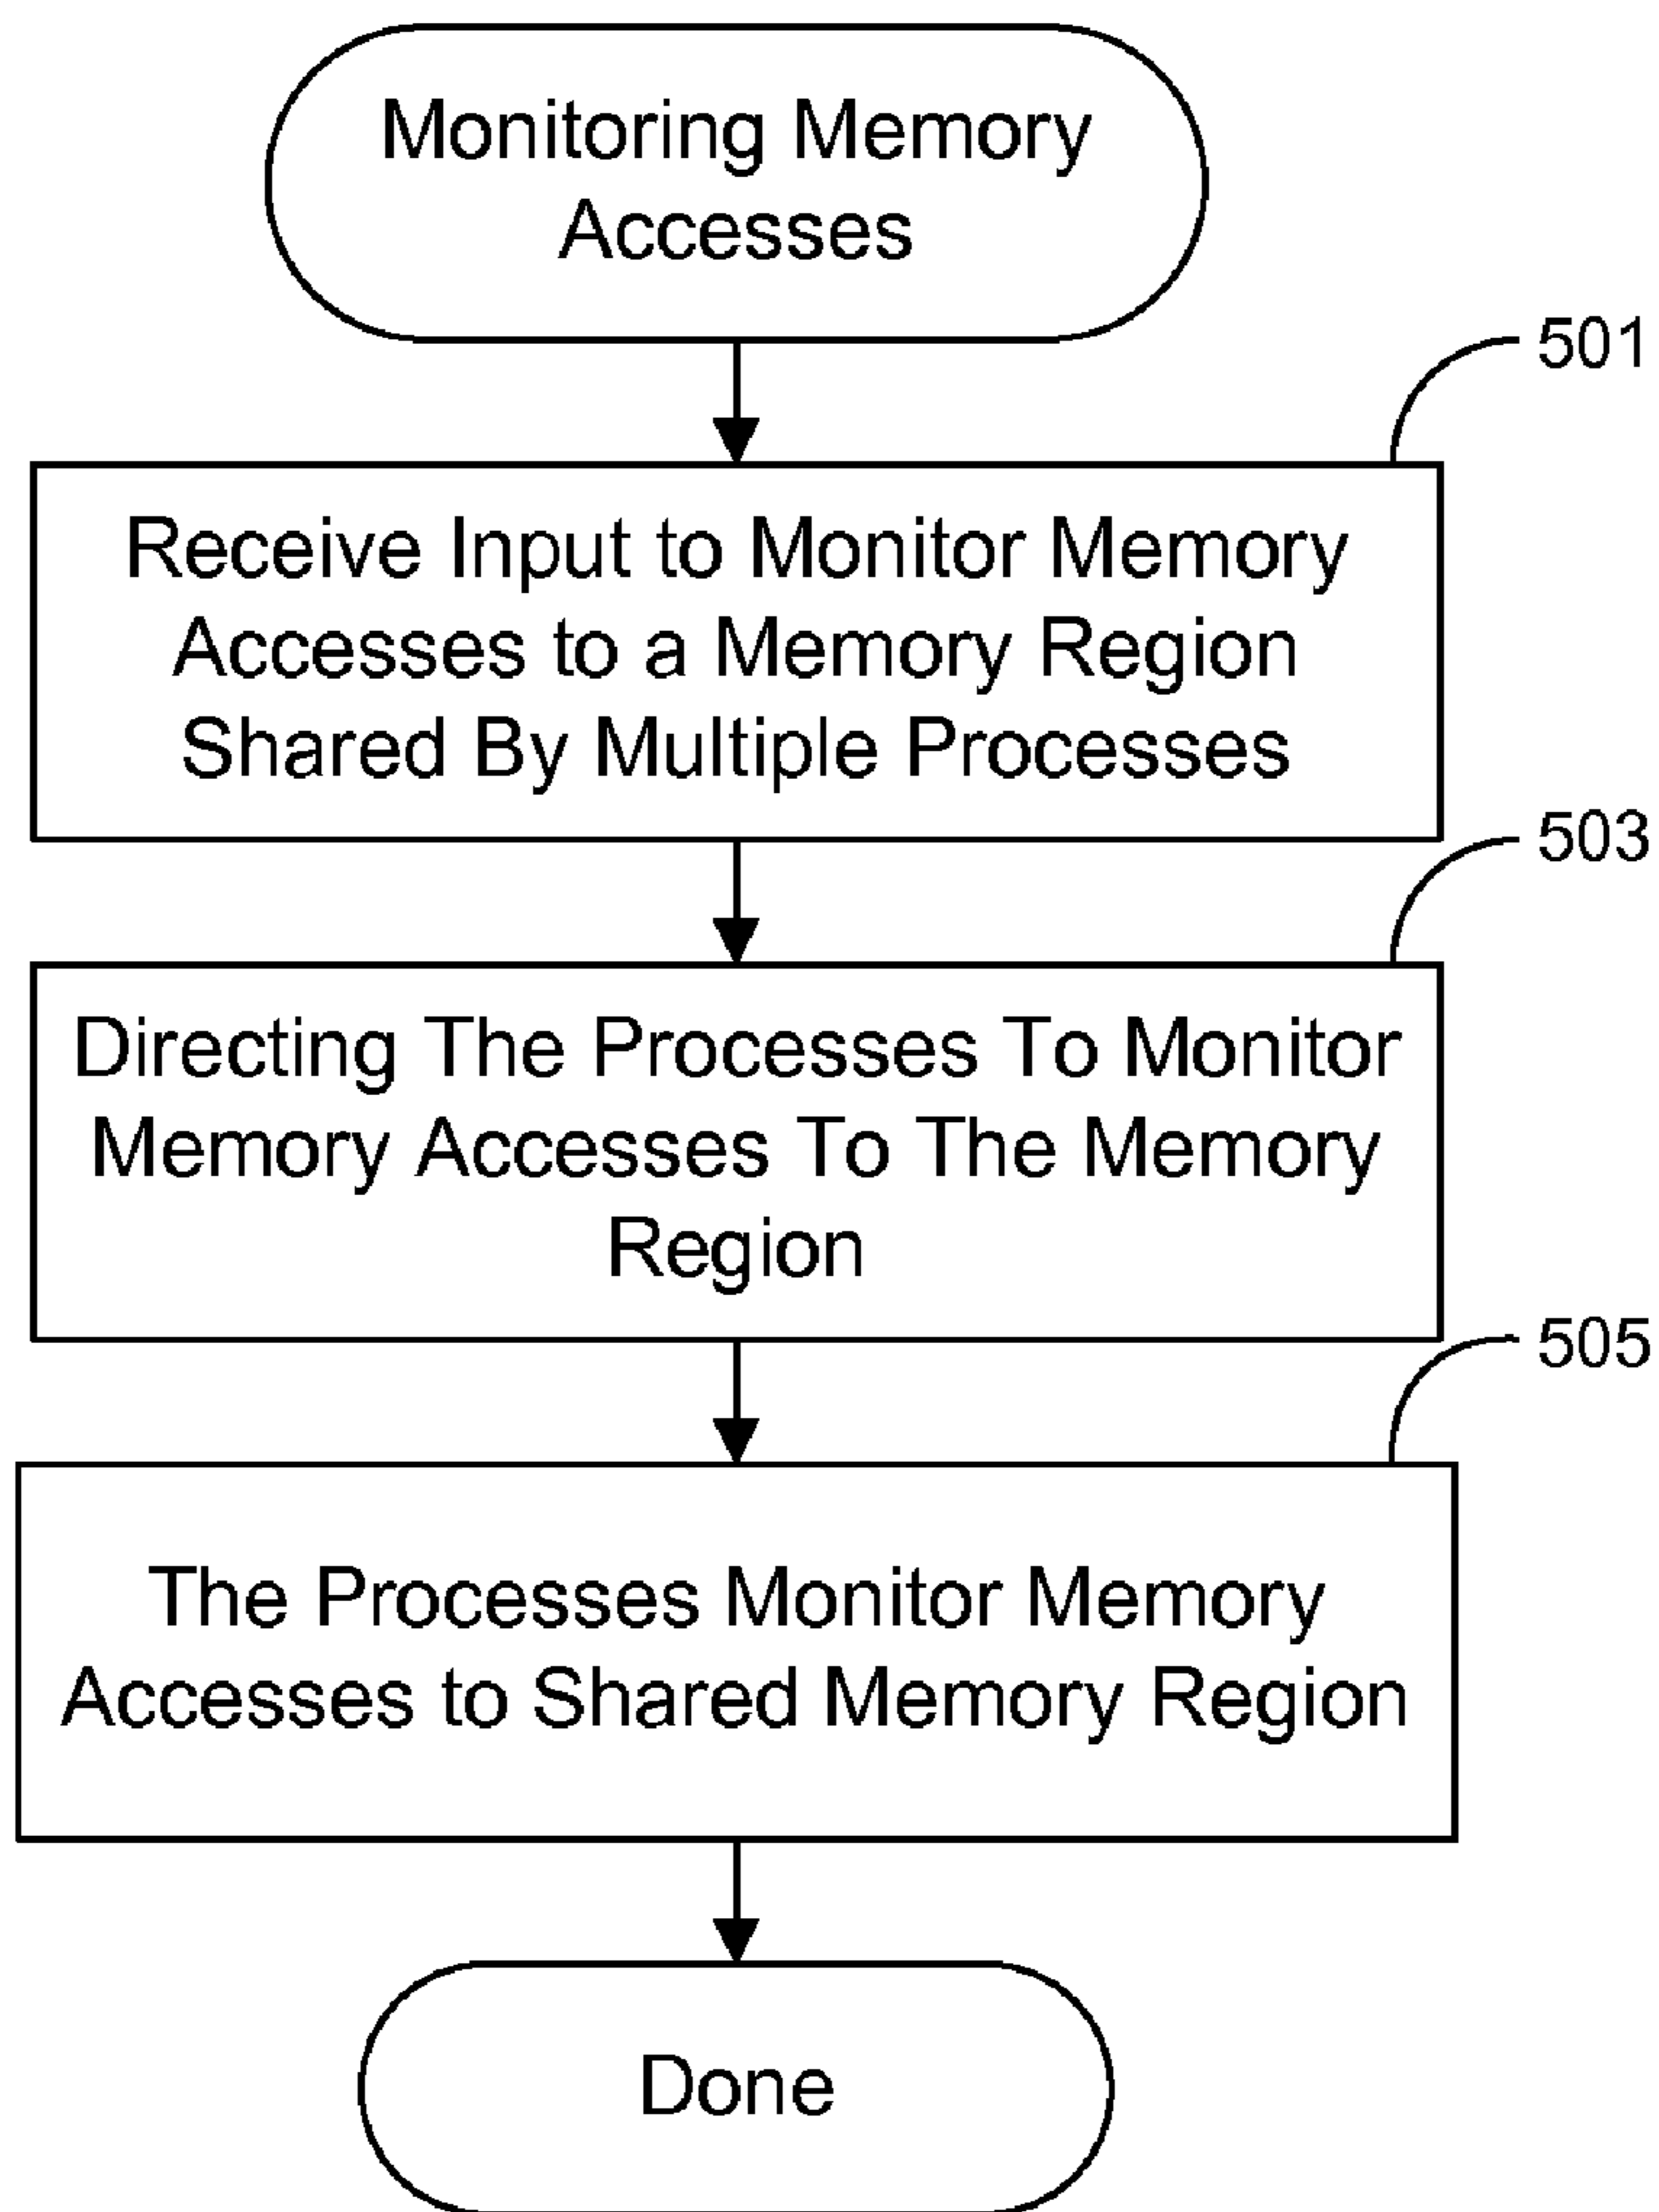 Monitoring Memory
Accesses
501
Receive Input to Monitor Memory
Accesses to a Memory Region
Shared By Multiple Processes
503
Directing The Processes To Monitor
Memory Accesses To The Memory
Region
505
The Processes Monitor Memory
Accesses to Shared Memory Region
Done